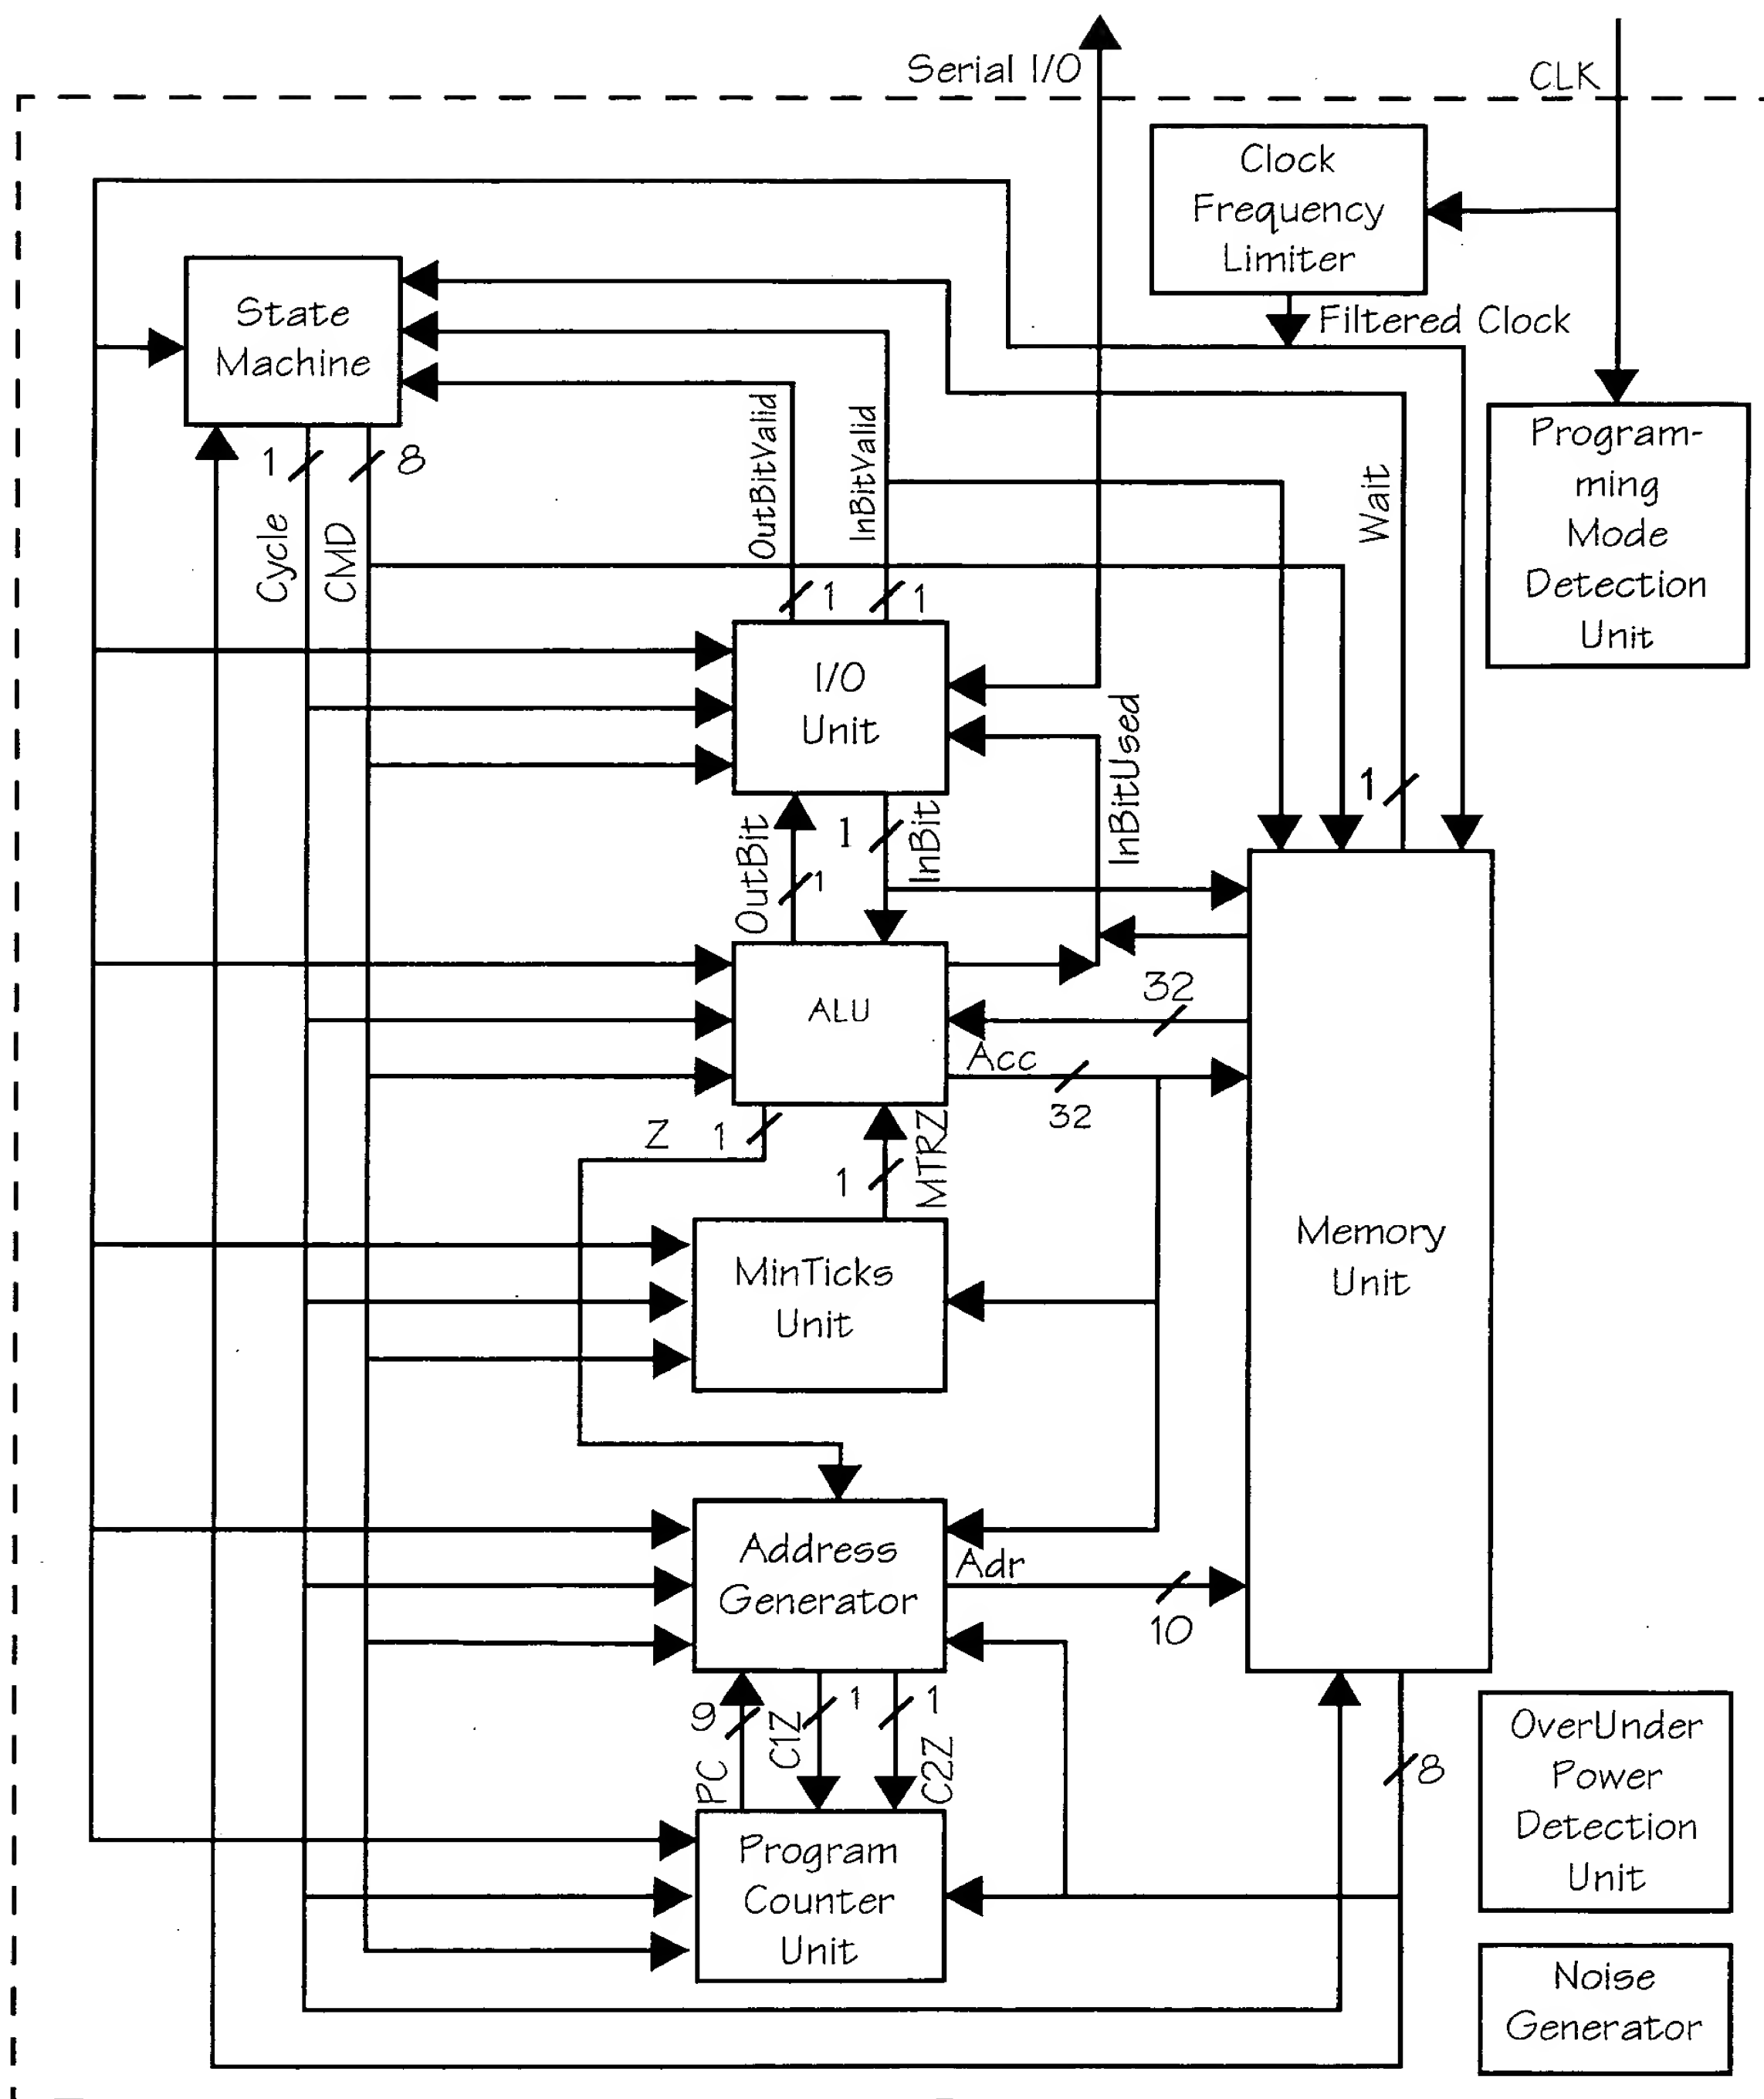 Serial I/O
CLK
Clock
Frequency
Limiter
Filtered Clock
State
Machine
Program-
ming
Mode
Detection
Unit
1
8
Cycle
CMD
OutBitValid
InBitValid
Wait
1
1
1
I/O
Unit
InBitUsed
OutBit
1
1
InBit
ALU
32
Acc
32
Z
1
1
MTRZ
MinTicks
Unit
Memory
Unit
Address
Generator
Adr
10
9
PC
C1Z
1
1
C2Z
8
OverUnder
Power
Detection
Unit
Program
Counter
Unit
Noise
Generator